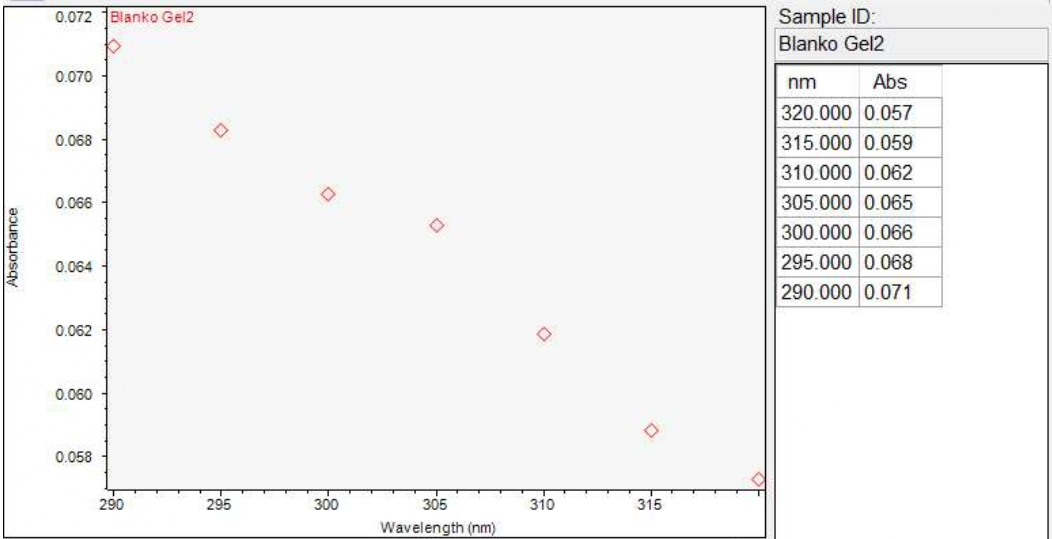 Blanko Gel2
0.072
0.070
0.068
0.066
0.064
0.062
0.060
0.058
Absorbance
290 295 300 305 310 315
Wavelength (nm)
Sample ID:
Blanko Gel2
nm Abs
320.000 0.057
315.000 0.059
310.000 0.062
305.000 0.065
300.000 0.066
295.000 0.068
290.000 0.071